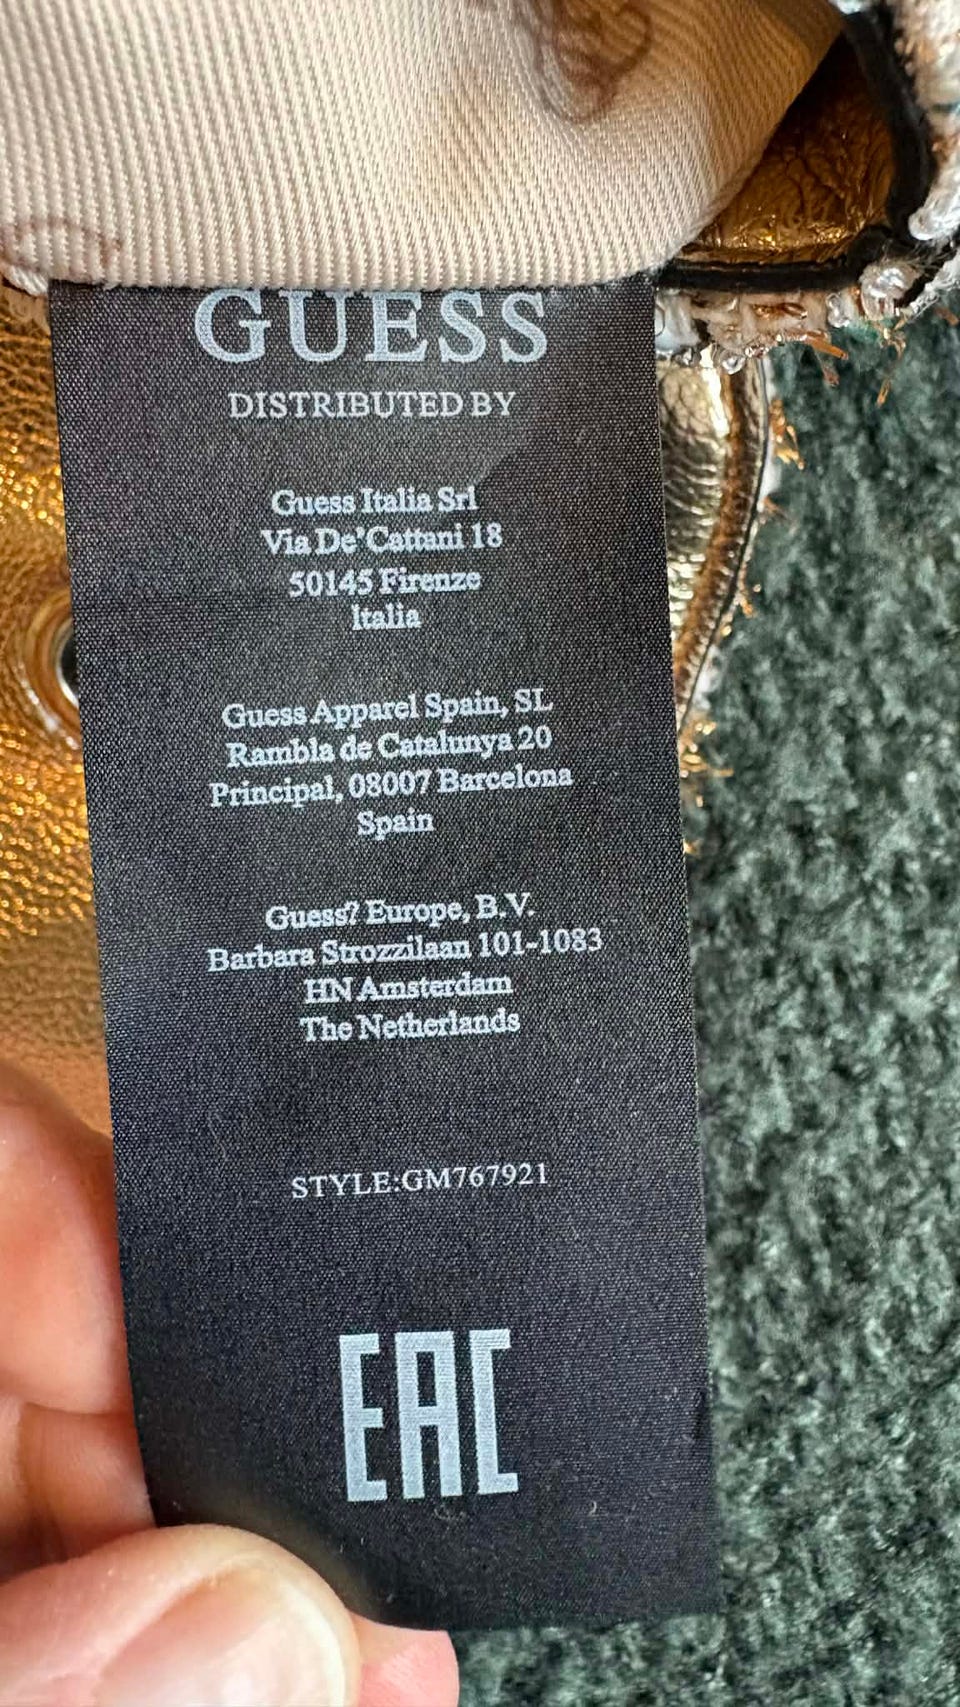 GUESS
DISTRIBUTED BY
Guess Italia Srl
Via De'Cattani 18
50145 Firenze
Italia
Guess Apparel Spain, SL
Rambla de Catalunya 20
Principal, 08007 Barcelona
Spain
Guess? Europe, B.V.
Barbara Strozzilaan 101-1083
HN Amsterdam
The Netherlands
STYLE:GM767921
EAC